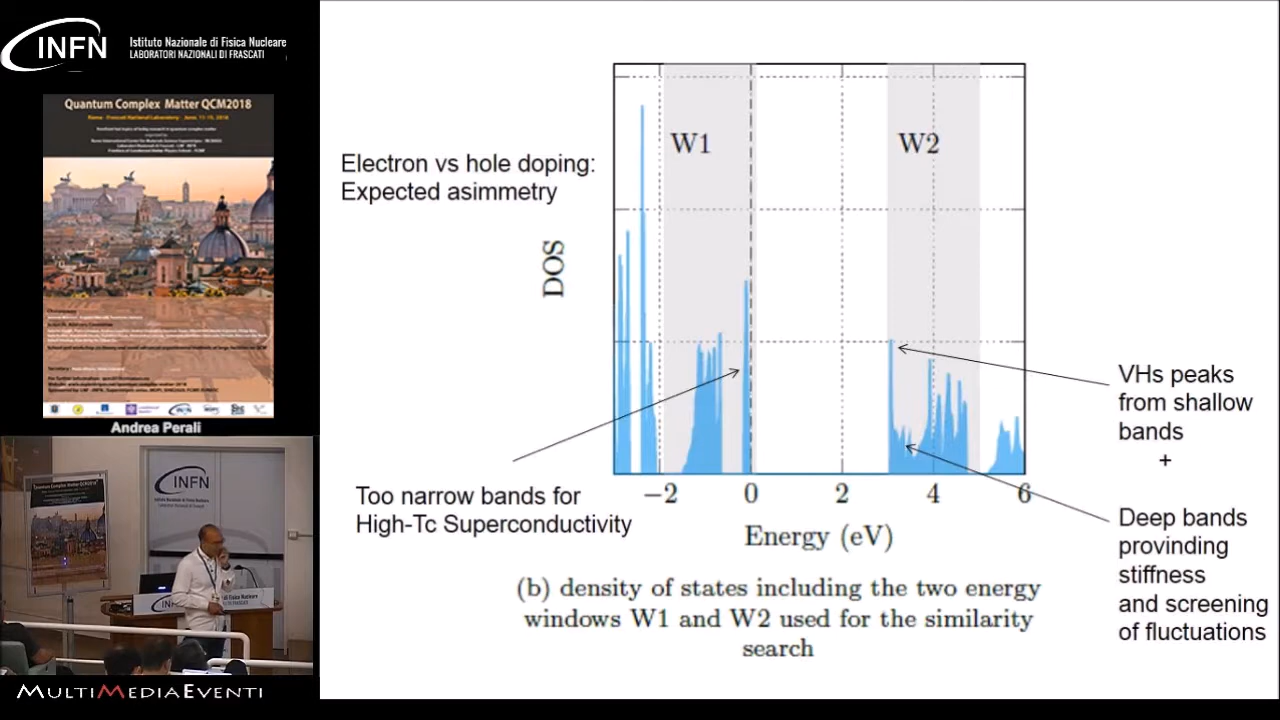 INFN
Istituto Nazionale di Fisica Nucleare
LABORATORI NAZIONALI DI FRASCATI
Quantum Complex Matter QCM2018
Andrea Perali
INFN
MULTIMEDIAEVENTI
Electron vs hole doping:
Expected asimmetry
W1
W2
DOS
−2
0
2
4
6
Energy (eV)
Too narrow bands for
High-Tc Superconductivity
VHs peaks
from shallow
bands
+
Deep bands
provinding
stiffness
and screening
of fluctuations
(b) density of states including the two energy
windows W1 and W2 used for the similarity
search